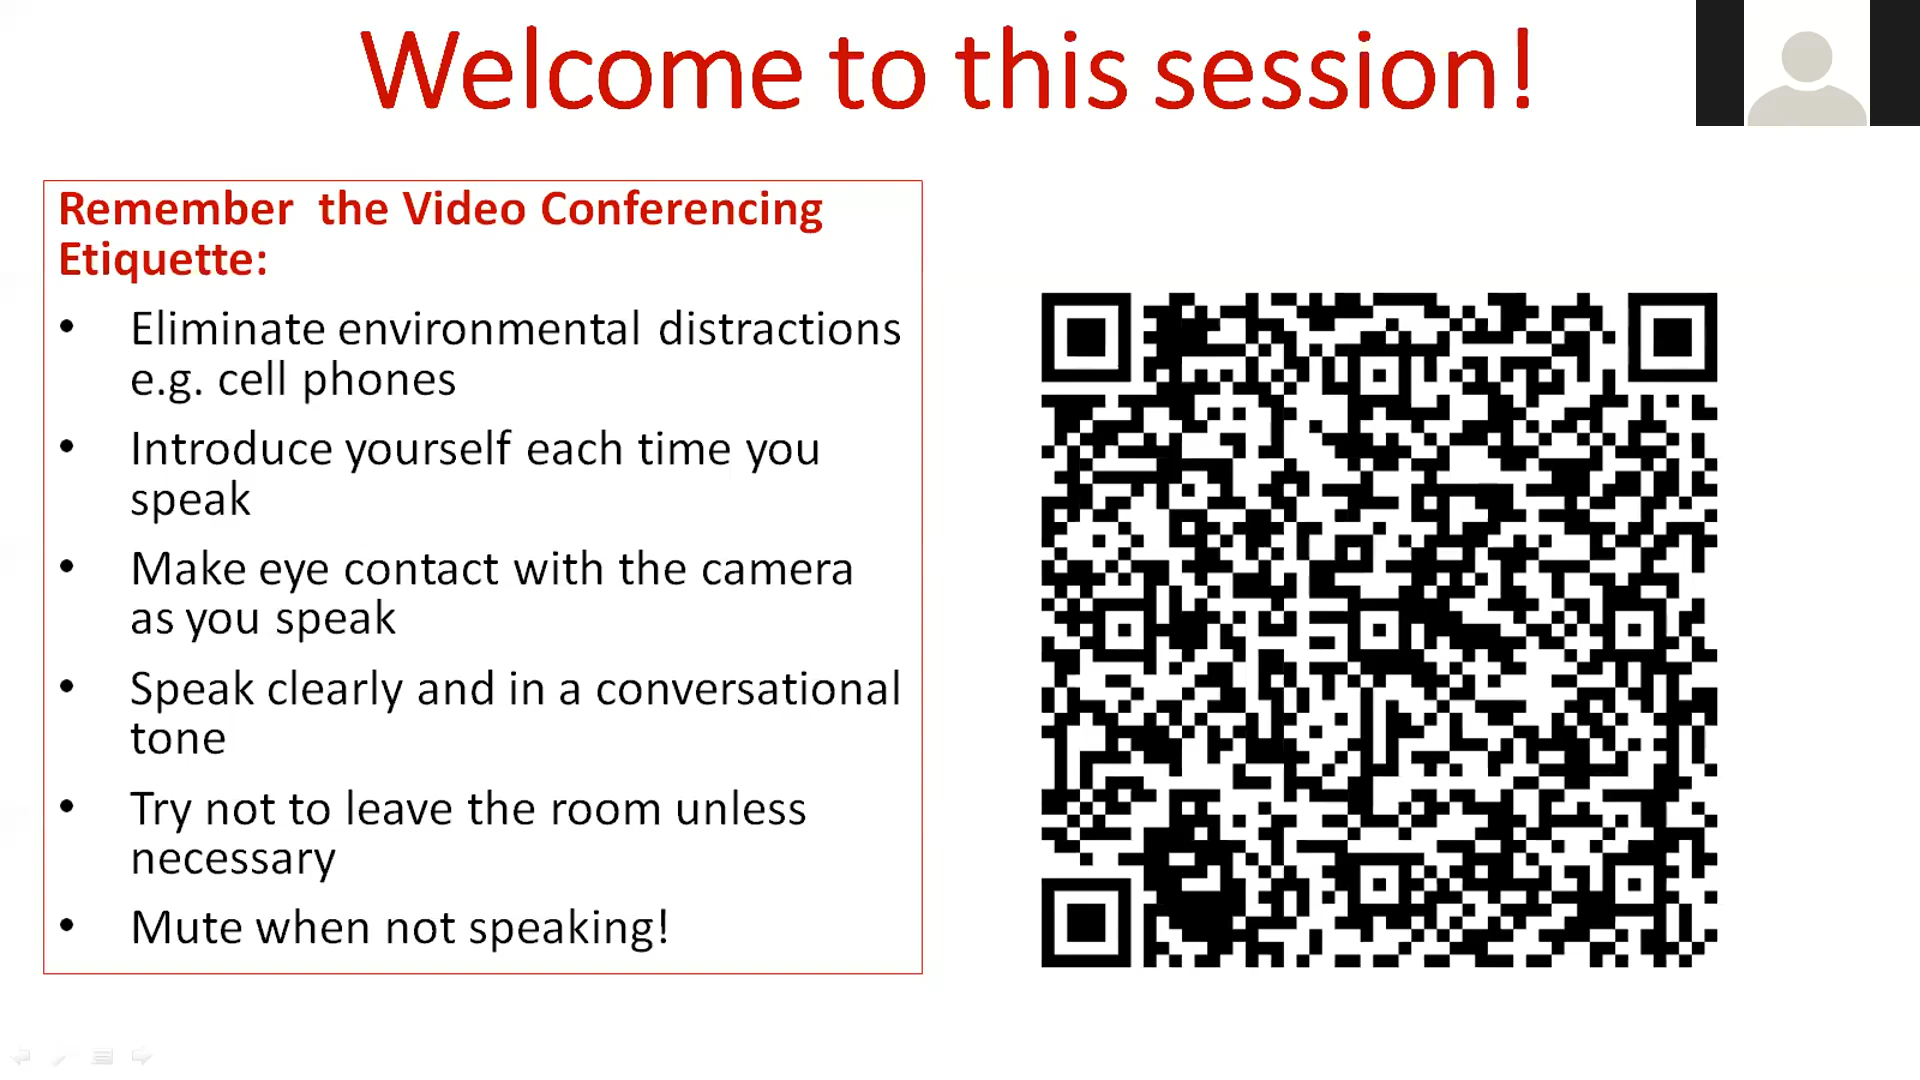 Welcome to this session!
Remember the Video Conferencing
Etiquette:
• Eliminate environmental distractions
e.g. cell phones
• Introduce yourself each time you
speak
• Make eye contact with the camera
as you speak
• Speak clearly and in a conversational
tone
• Try not to leave the room unless
necessary
• Mute when not speaking!